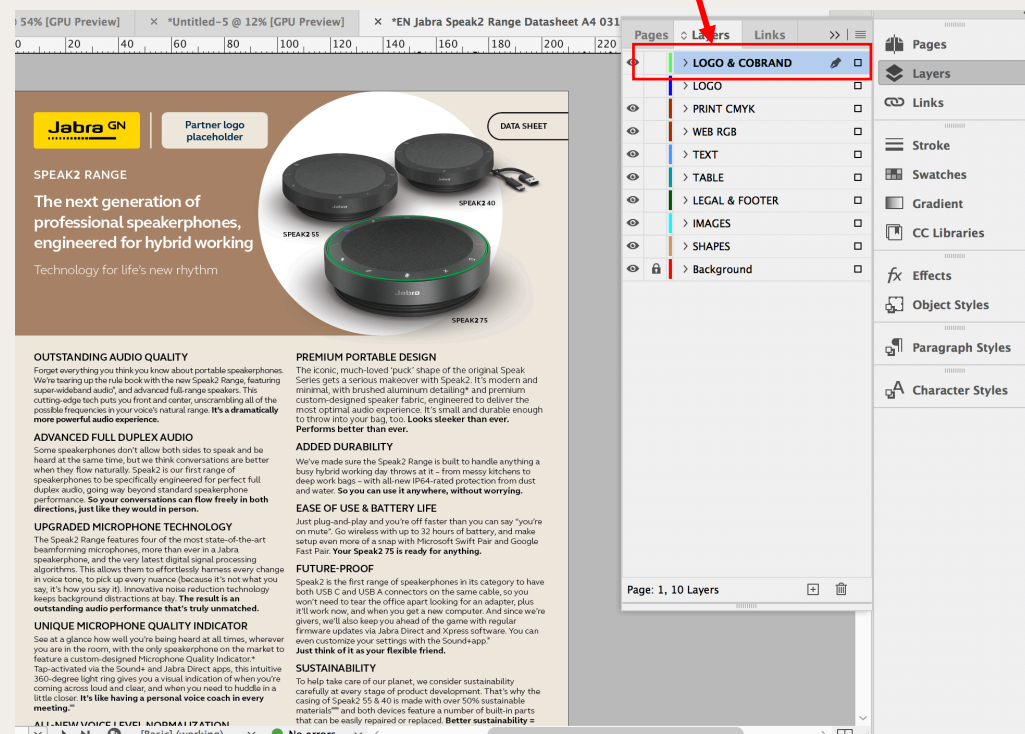 54% [GPU Preview]
× *Untitled-5 @ 12% [GPU Preview]
× *EN Jabra Speak2 Range Datasheet A4 031
0 20 40 60 80 100 120 140 160 180 200 220
Jabra GN
Partner logo
placeholder
DATA SHEET
SPEAK2 RANGE
The next generation of
professional speakerphones,
engineered for hybrid working
Technology for life's new rhythm
SPEAK2 40
SPEAK2 55
Jabra
SPEAK2 75
OUTSTANDING AUDIO QUALITY
Forget everything you think you know about portable speakerphones.
We're tearing up the rule book with the new Speak2 Range, featuring
super-wideband audio*, and advanced full-range speakers. This
cutting-edge tech puts you front and center, unscrambling all of the
possible frequencies in your voice's natural range. It's a dramatically
more powerful audio experience.
ADVANCED FULL DUPLEX AUDIO
Some speakerphones don't allow both sides to speak and be
heard at the same time, but we think conversations are better
when they flow naturally. Speak2 is our first range of
speakerphones to be specifically engineered for perfect full
duplex audio, going way beyond standard speakerphone
performance. So your conversations can flow freely in both
directions, just like they would in person.
UPGRADED MICROPHONE TECHNOLOGY
The Speak2 Range features four of the most state-of-the-art
beamforming microphones, more than ever in a Jabra
speakerphone, and the very latest digital signal processing
algorithms. This allows them to effortlessly harness every change
in voice tone, to pick up every nuance (because it's not what you
say, it's how you say it). Innovative noise reduction technology
keeps background distractions at bay. The result is an
outstanding audio performance that's truly unmatched.
UNIQUE MICROPHONE QUALITY INDICATOR
See at a glance how well you're being heard at all times, wherever
you are in the room, with the only speakerphone on the market to
feature a custom-designed Microphone Quality Indicator.*
Tap-activated via the Sound+ and Jabra Direct apps, this intuitive
360-degree light ring gives you a visual indication of when you're
coming across loud and clear, and when you need to huddle in a
little closer. It's like having a personal voice coach in every
meeting.
ALL-NEW VOICE LEVEL NORMALIZATION
PREMIUM PORTABLE DESIGN
The iconic, much-loved 'puck' shape of the original Speak
Series gets a serious makeover with Speak2. It's modern and
minimal, with brushed aluminum detailing* and premium
custom-designed speaker fabric, engineered to deliver the
most optimal audio experience. It's small and durable enough
to throw into your bag, too. Looks sleeker than ever.
Performs better than ever.
ADDED DURABILITY
We've made sure the Speak2 Range is built to handle anything a
busy hybrid working day throws at it – from messy kitchens to
deep work bags – with all-new IP64-rated protection from dust
and water. So you can use it anywhere, without worrying.
EASE OF USE & BATTERY LIFE
Just plug-and-play and you're off faster than you can say "you're
on mute". Go wireless with up to 32 hours of battery, and make
setup even more of a snap with Microsoft Swift Pair and Google
Fast Pair. Your Speak2 75 is ready for anything.
FUTURE-PROOF
Speak2 is the first range of speakerphones in its category to have
both USB C and USB A connectors on the same cable, so you
won't need to tear the office apart looking for an adapter, plus
it'll work now, and when you get a new computer. And since we're
givers, we'll also keep you ahead of the game with regular
firmware updates via Jabra Direct and Xpress software. You can
even customize your settings with the Sound+app.
Just think of it as your flexible friend.
SUSTAINABILITY
To help take care of our planet, we consider sustainability
carefully at every stage of product development. That's why the
casing of Speak2 55 & 40 is made with over 50% sustainable
materials and both devices feature a number of built-in parts
that can be easily repaired or replaced. Better sustainability =
[Basic] (working)
No errors
Pages Layers Links
LOGO & COBRAND
LOGO
PRINT CMYK
WEB RGB
TEXT
TABLE
LEGAL & FOOTER
IMAGES
SHAPES
Background
Page: 1, 10 Layers
Pages
Layers
Links
Stroke
Swatches
Gradient
CC Libraries
fx Effects
Object Styles
Paragraph Styles
Character Styles